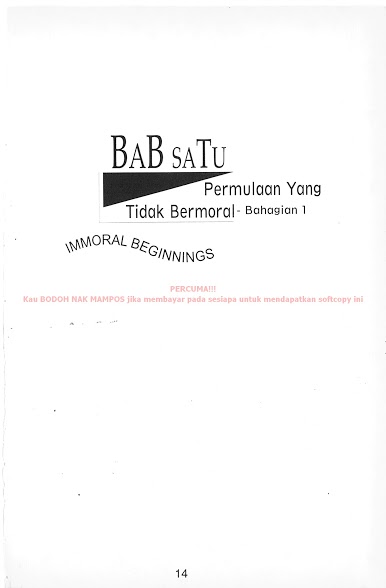 BAB SATU
Permulaan Yang
Tidak Bermoral - Bahagian 1
IMMORAL BEGINNINGS
PERCUMA!!!
Kau BODOH NAK MAMPOS jika membayar pada sesiapa untuk mendapatkan softcopy ini
14